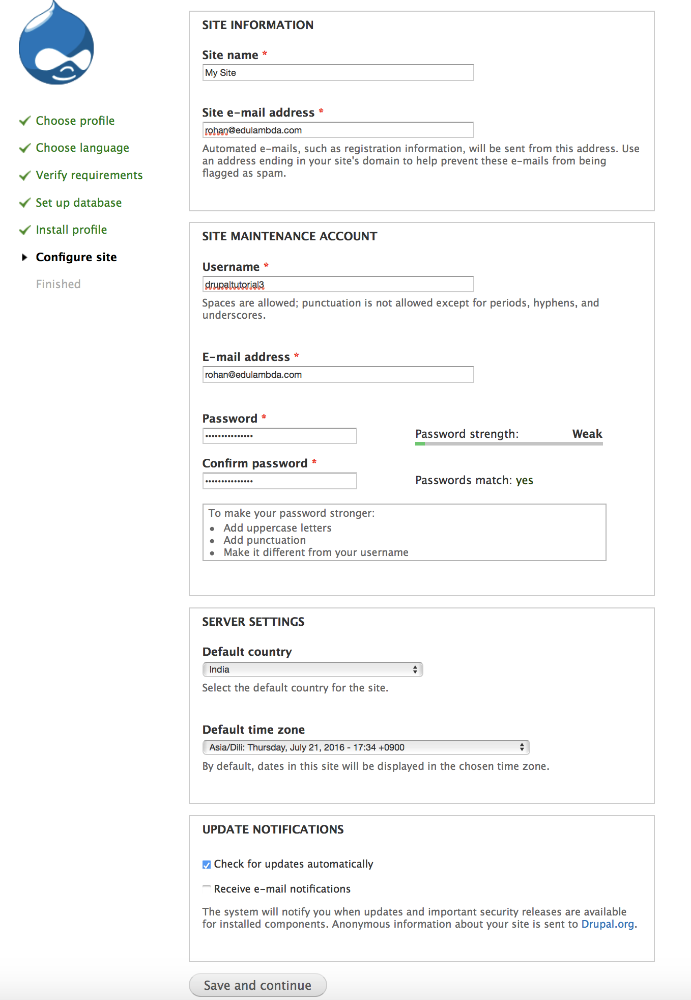 Choose profile
Choose language
Verify requirements
Set up database
Install profile
Configure site
Finished
SITE INFORMATION
Site name *
My Site
Site e-mail address *
rohan@edulambda.com
Automated e-mails, such as registration information, will be sent from this address. Use
an address ending in your site's domain to help prevent these e-mails from being
flagged as spam.
SITE MAINTENANCE ACCOUNT
Username *
drupaltutorial3
Spaces are allowed; punctuation is not allowed except for periods, hyphens, and
underscores.
E-mail address *
rohan@edulambda.com
Password *
•••••••••••••••
Password strength: Weak
Confirm password *
•••••••••••••••
Passwords match: yes
To make your password stronger:
• Add uppercase letters
• Add punctuation
• Make it different from your username
SERVER SETTINGS
Default country
India
Select the default country for the site.
Default time zone
Asia/Dili: Thursday, July 21, 2016 - 17:34 +0900
By default, dates in this site will be displayed in the chosen time zone.
UPDATE NOTIFICATIONS
Check for updates automatically
Receive e-mail notifications
The system will notify you when updates and important security releases are available
for installed components. Anonymous information about your site is sent to Drupal.org.
Save and continue